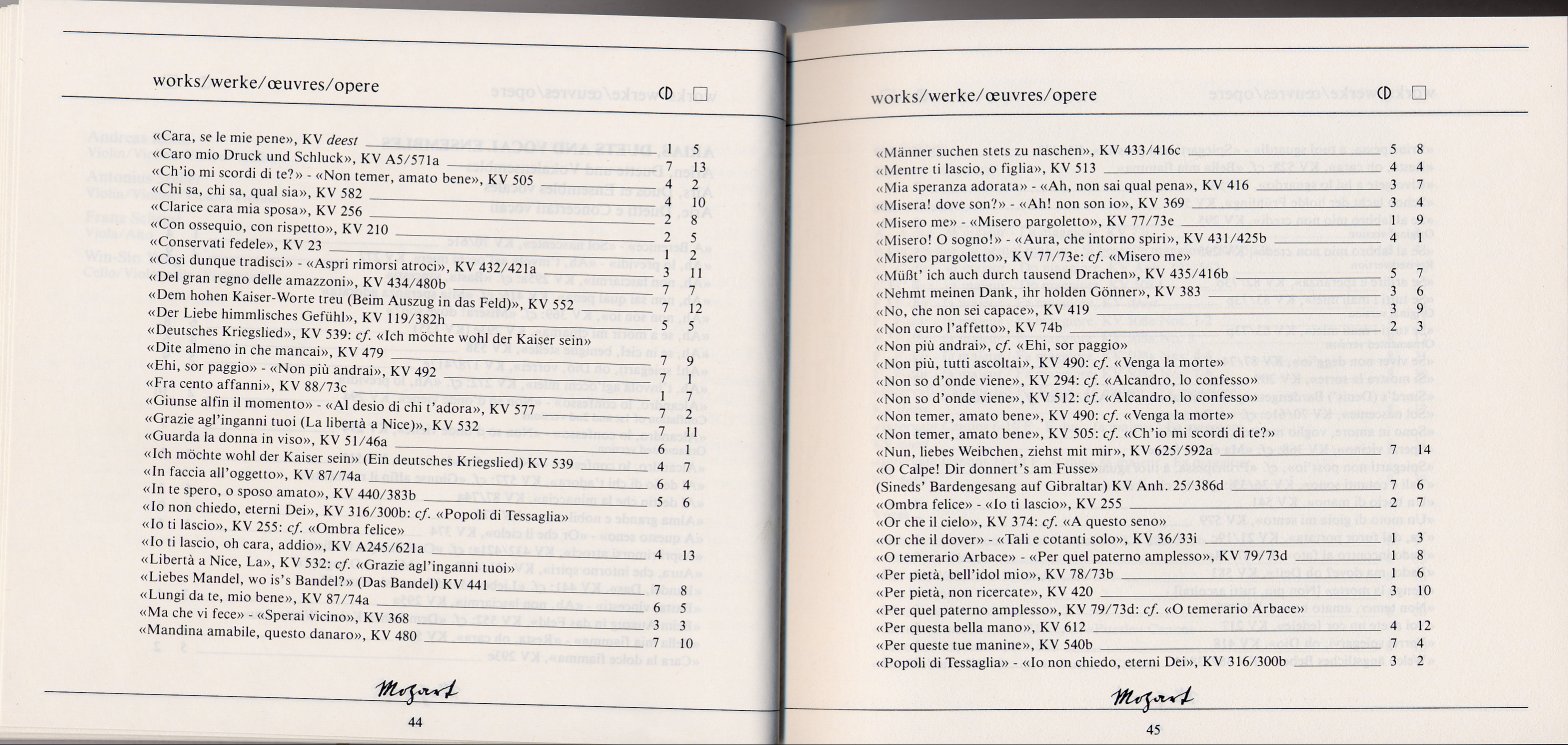 works/werke/œuvres/opere CD □
«Cara, se le mie pene», KV deest 1 5
«Caro mio Druck und Schluck», KV A5/571a 7 13
«Ch'io mi scordi di te?» - «Non temer, amato bene», KV 505 4 2
«Chi sa, chi sa, qual sia», KV 582 4 10
«Clarice cara mia sposa», KV 256 2 8
«Con ossequio, con rispetto», KV 210 2 5
«Conservati fedele», KV 23 1 2
«Così dunque tradisci» - «Aspri rimorsi atroci», KV 432/421a 3 11
«Del gran regno delle amazzoni», KV 434/480b 7 7
«Dem hohen Kaiser-Worte treu (Beim Auszug in das Feld)», KV 552 7 12
«Der Liebe himmlisches Gefühl», KV 119/382h 5 5
«Deutsches Kriegslied», KV 539: cf. «Ich möchte wohl der Kaiser sein»
«Dite almeno in che mancai», KV 479 7 9
«Ehi, sor paggio» - «Non più andrai», KV 492 7 1
«Fra cento affanni», KV 88/73c 1 7
«Giunse alfin il momento» - «Al desio di chi t'adora», KV 577 7 2
«Grazie agl'inganni tuoi (La libertà a Nice)», KV 532 7 11
«Guarda la donna in viso», KV 51/46a 6 1
«Ich möchte wohl der Kaiser sein» (Ein deutsches Kriegslied) KV 539 4 7
«In faccia all'oggetto», KV 87/74a 6 4
«In te spero, o sposo amato», KV 440/383b 5 6
«Io non chiedo, eterni Dei», KV 316/300b: cf. «Popoli di Tessaglia»
«Io ti lascio», KV 255: cf. «Ombra felice»
«Io ti lascio, oh cara, addio», KV A245/621a 4 13
«Libertà a Nice, La», KV 532: cf. «Grazie agl'inganni tuoi»
«Liebes Mandel, wo is's Bandel?» (Das Bandel) KV 441 7 8
«Lungi da te, mio bene», KV 87/74a 6 5
«Ma che vi fece» - «Sperai vicino», KV 368 3 3
«Mandina amabile, questo danaro», KV 480 7 10
Mozart
44
works/werke/œuvres/opere CD □
«Männer suchen stets zu naschen», KV 433/416c 5 8
«Mentre ti lascio, o figlia», KV 513 4 4
«Mia speranza adorata» - «Ah, non sai qual pena», KV 416 3 7
«Misera! dove son?» - «Ah! non son io», KV 369 3 4
«Misero me» - «Misero pargoletto», KV 77/73e 1 9
«Misero! O sogno!» - «Aura, che intorno spiri», KV 431/425b 4 1
«Misero pargoletto», KV 77/73e: cf. «Misero me»
«Müßt' ich auch durch tausend Drachen», KV 435/416b 5 7
«Nehmt meinen Dank, ihr holden Gönner», KV 383 3 6
«No, che non sei capace», KV 419 3 9
«Non curo l'affetto», KV 74b 2 3
«Non più andrai», cf. «Ehi, sor paggio»
«Non più, tutti ascoltai», KV 490: cf. «Venga la morte»
«Non so d'onde viene», KV 294: cf. «Alcandro, lo confesso»
«Non so d'onde viene», KV 512: cf. «Alcandro, lo confesso»
«Non temer, amato bene», KV 490: cf. «Venga la morte»
«Non temer, amato bene», KV 505: cf. «Ch'io mi scordi di te?»
«Nun, liebes Weibchen, ziehst mit mir», KV 625/592a 7 14
«O Calpe! Dir donnert's am Fusse»
(Sineds' Bardengesang auf Gibraltar) KV Anh. 25/386d 7 6
«Ombra felice» - «Io ti lascio», KV 255 2 7
«Or che il cielo», KV 374: cf. «A questo seno»
«Or che il dover» - «Tali e cotanti solo», KV 36/33i 1 3
«O temerario Arbace» - «Per quel paterno amplesso», KV 79/73d 1 8
«Per pietà, bell'idol mio», KV 78/73b 1 6
«Per pietà, non ricercate», KV 420 3 10
«Per quel paterno amplesso», KV 79/73d: cf. «O temerario Arbace»
«Per questa bella mano», KV 612 4 12
«Per queste tue manine», KV 540b 7 4
«Popoli di Tessaglia» - «Io non chiedo, eterni Dei», KV 316/300b 3 2
Mozart
45